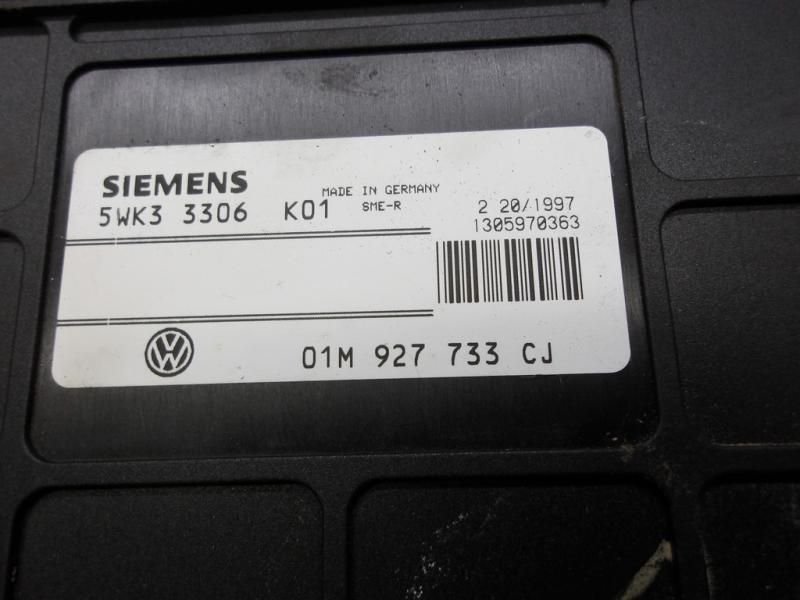 SIEMENS MADE IN GERMANY
5WK3 3306 K01 SME-R 2 20/1997
1305970363
01M 927 733 CJ